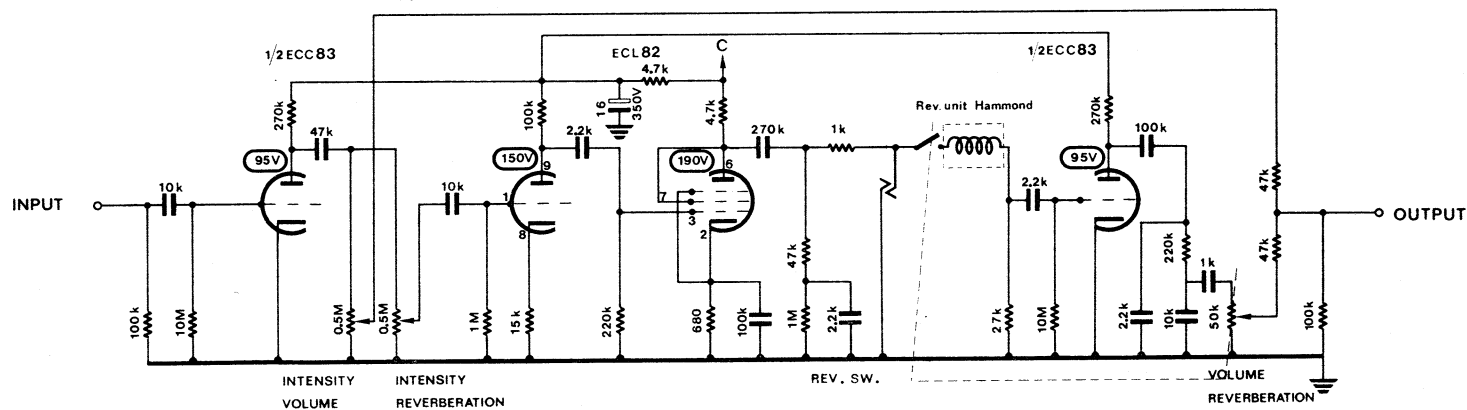 1/2 ECC83
ECL82
C
1/2ECC83
4.7k
16
350V
Rev. unit Hammond
270k
47k
100k
2.2k
4.7k
270k
1k
270k
100k
95V
150V
9
190V
6
95V
10k
10k
1
7
3
2.2k
47k
INPUT
OUTPUT
8
2
47k
220k
47k
1k
100k
10M
0.5M
0.5M
1M
15k
220k
680
100k
1M
2.2k
27k
10M
2.2k
10k
50k
100k
INTENSITY
VOLUME
INTENSITY
REVERBERATION
REV. SW.
VOLUME
REVERBERATION